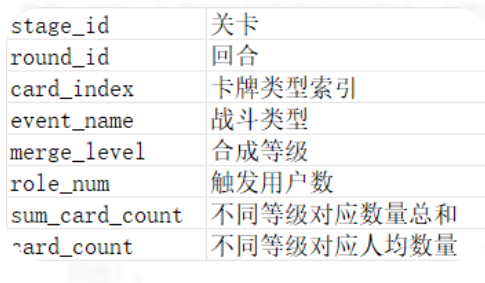 stage_id 关卡
round_id 回合
card_index 卡牌类型索引
event_name 战斗类型
merge_level 合成等级
role_num 触发用户数
sum_card_count 不同等级对应数量总和
card_count 不同等级对应人均数量